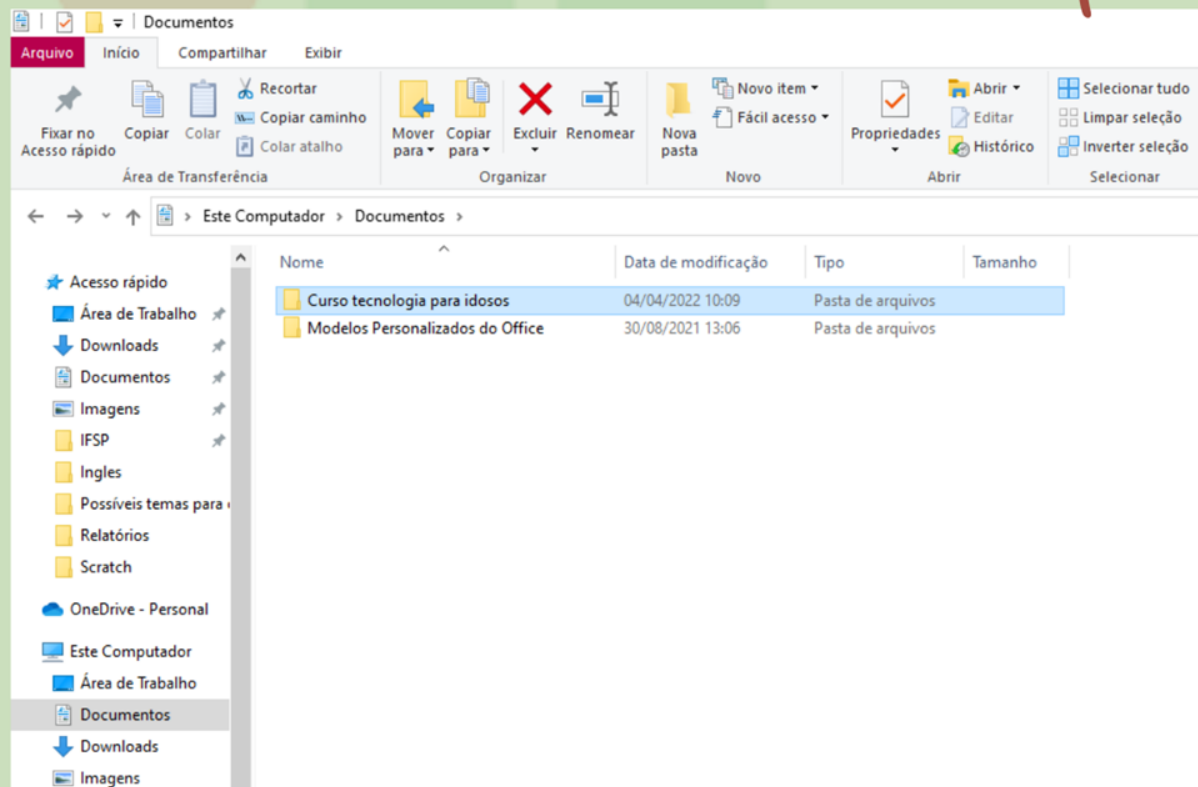 Documentos
Arquivo Início Compartilhar Exibir
Fixar no
Acesso rápido
Copiar
Colar
Recortar
Copiar caminho
Colar atalho
Área de Transferência
Mover
para
Copiar
para
Excluir
Renomear
Organizar
Nova
pasta
Novo item
Fácil acesso
Novo
Propriedades
Abrir
Editar
Histórico
Abrir
Selecionar tudo
Limpar seleção
Inverter seleção
Selecionar
Este Computador › Documentos ›
Acesso rápido
Área de Trabalho
Downloads
Documentos
Imagens
IFSP
Ingles
Possíveis temas para
Relatórios
Scratch
OneDrive - Personal
Este Computador
Área de Trabalho
Documentos
Downloads
Imagens
Nome Data de modificação Tipo Tamanho
Curso tecnologia para idosos 04/04/2022 10:09 Pasta de arquivos
Modelos Personalizados do Office 30/08/2021 13:06 Pasta de arquivos